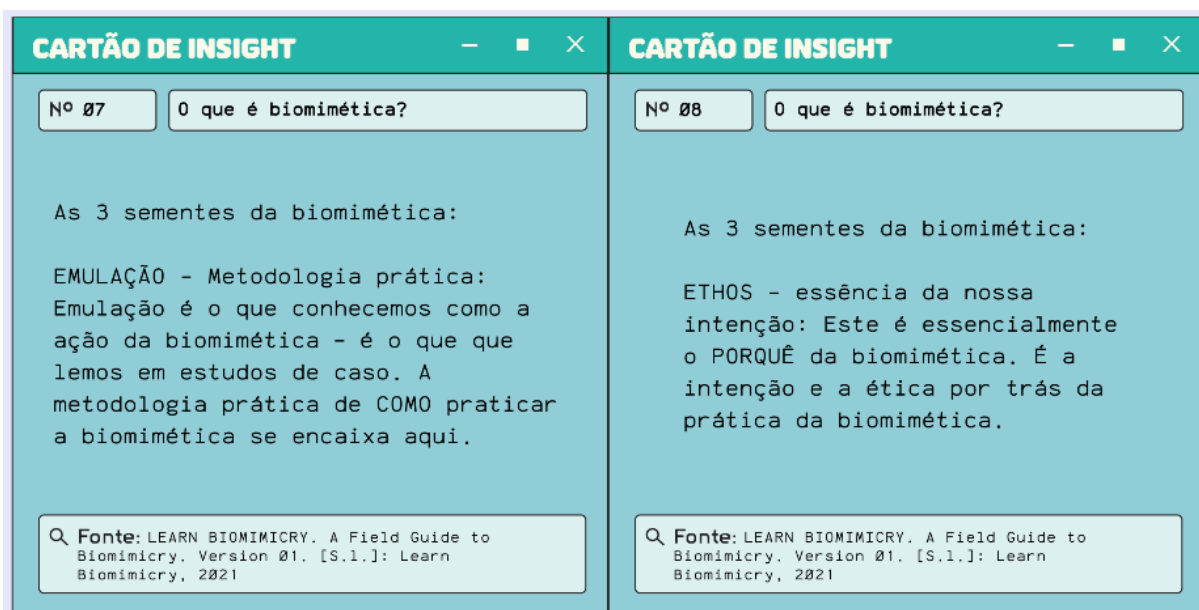 CARTÃO DE INSIGHT
Nº 07
O que é biomimética?
As 3 sementes da biomimética:
EMULAÇÃO - Metodologia prática:
Emulação é o que conhecemos como a
ação da biomimética - é o que que
lemos em estudos de caso. A
metodologia prática de COMO praticar
a biomimética se encaixa aqui.
Fonte: LEARN BIOMIMICRY. A Field Guide to
Biomimicry. Version 01. [S.l.]: Learn
Biomimicry, 2021
CARTÃO DE INSIGHT
Nº 08
O que é biomimética?
As 3 sementes da biomimética:
ETHOS - essência da nossa
intenção: Este é essencialmente
o PORQUÊ da biomimética. É a
intenção e a ética por trás da
prática da biomimética.
Fonte: LEARN BIOMIMICRY. A Field Guide to
Biomimicry. Version 01. [S.l.]: Learn
Biomimicry, 2021